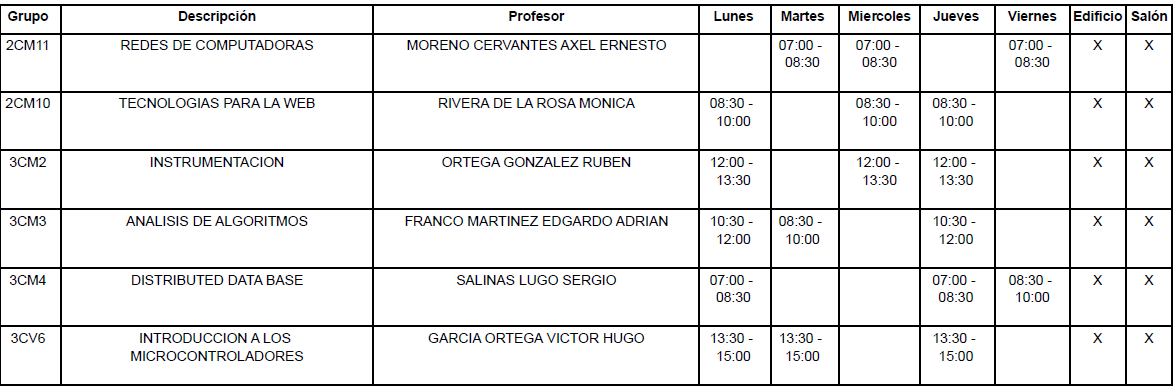 Grupo Descripción Profesor Lunes Martes Miercoles Jueves Viernes Edificio Salón
2CM11 REDES DE COMPUTADORAS MORENO CERVANTES AXEL ERNESTO 07:00 - 07:00 - 07:00 - X X
08:30 08:30 08:30
2CM10 TECNOLOGIAS PARA LA WEB RIVERA DE LA ROSA MONICA 08:30 - 08:30 - 08:30 - X X
10:00 10:00 10:00
3CM2 INSTRUMENTACION ORTEGA GONZALEZ RUBEN 12:00 - 12:00 - 12:00 - X X
13:30 13:30 13:30
3CM3 ANALISIS DE ALGORITMOS FRANCO MARTINEZ EDGARDO ADRIAN 10:30 - 08:30 - 10:30 - X X
12:00 10:00 12:00
3CM4 DISTRIBUTED DATA BASE SALINAS LUGO SERGIO 07:00 - 07:00 - 08:30 - X X
08:30 08:30 10:00
3CV6 INTRODUCCION A LOS GARCIA ORTEGA VICTOR HUGO 13:30 - 13:30 - 13:30 - X X
MICROCONTROLADORES 15:00 15:00 15:00